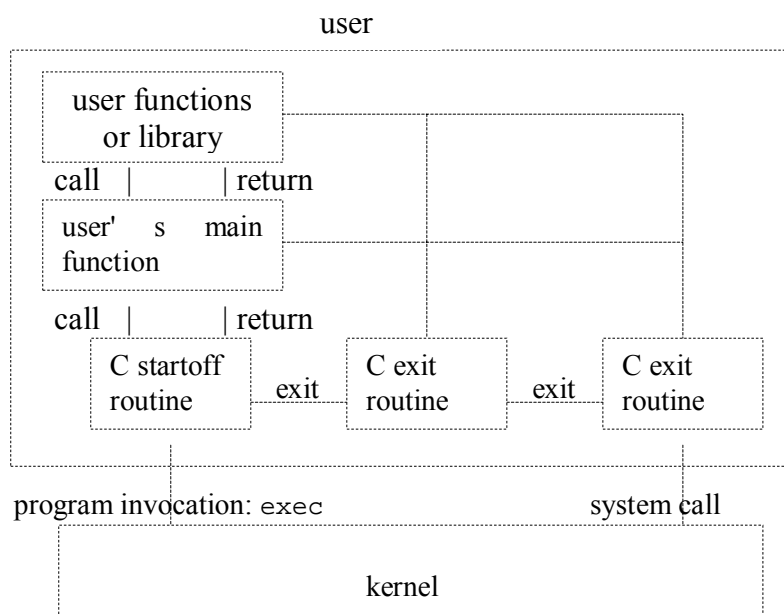 user
user functions
or library
call | | return
user' s main
function
call | | return
C startoff
routine
exit
C exit
routine
exit
C exit
routine
program invocation: exec
system call
kernel